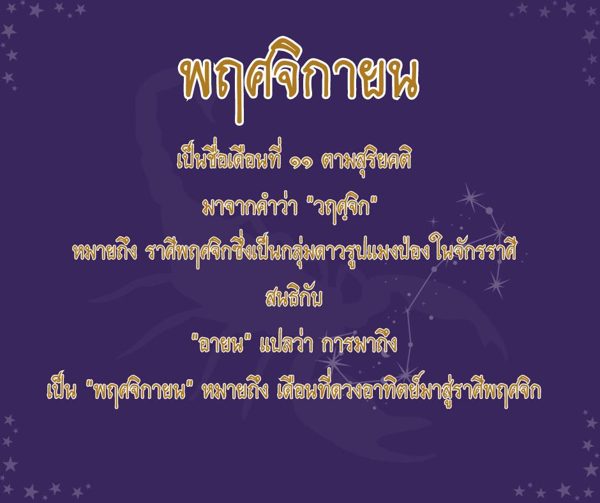 พฤศจิกายน
เป็นชื่อเดือนที่ ๑๑ ตามสุริยคติ
มาจากคำว่า "วฤศฺจิก"
หมายถึง ราศีพฤศจิกซึ่งเป็นกลุ่มดาวรูปแมงป่องในจักรราศี
สนธิกับ
"อายน" แปลว่า การมาถึง
เป็น "พฤศจิกายน" หมายถึง เดือนที่ดวงอาทิตย์มาสู่ราศีพฤศจิก